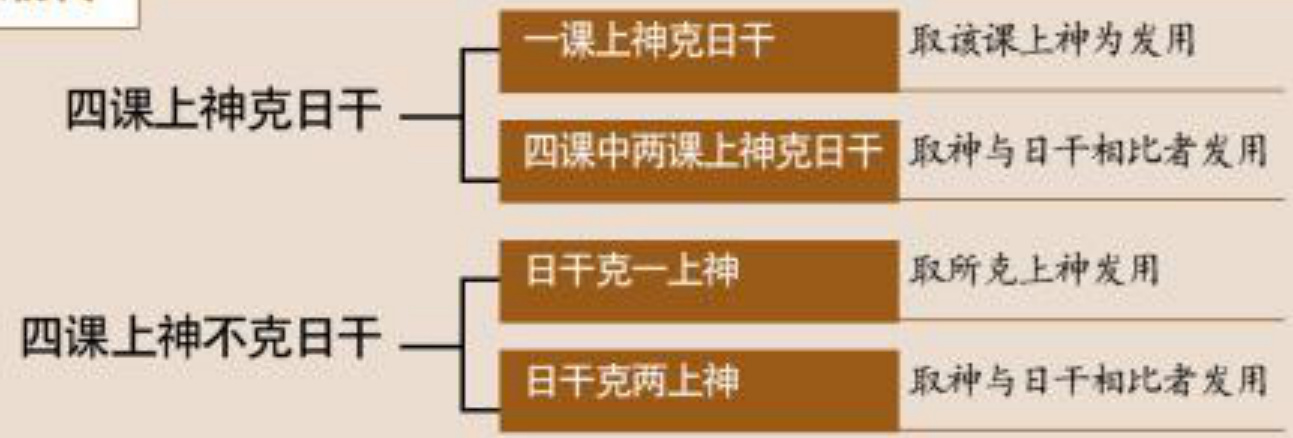 四课上神克日干
一课上神克日干 取该课上神为发用
四课中两课上神克日干 取神与日干相比者发用
四课上神不克日干
日干克一上神 取所克上神发用
日干克两上神 取神与日干相比者发用